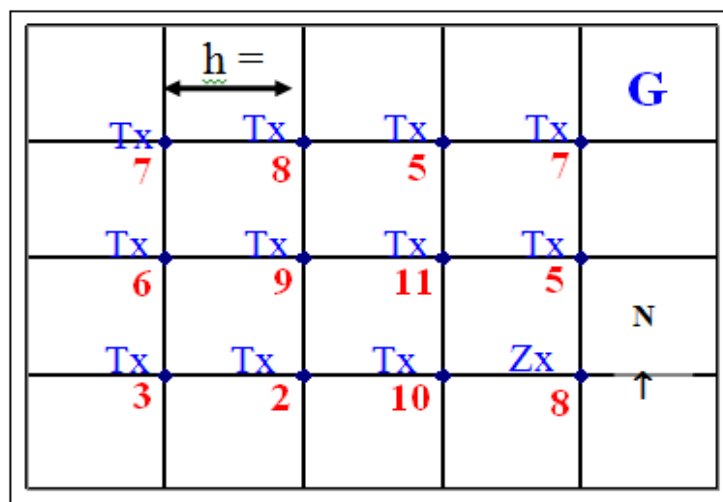 h =
G
Tx Tx Tx Tx
7 8 5 7
Tx Tx Tx Tx
6 9 11 5
N
Tx Tx Tx Zx
↑
3 2 10 8